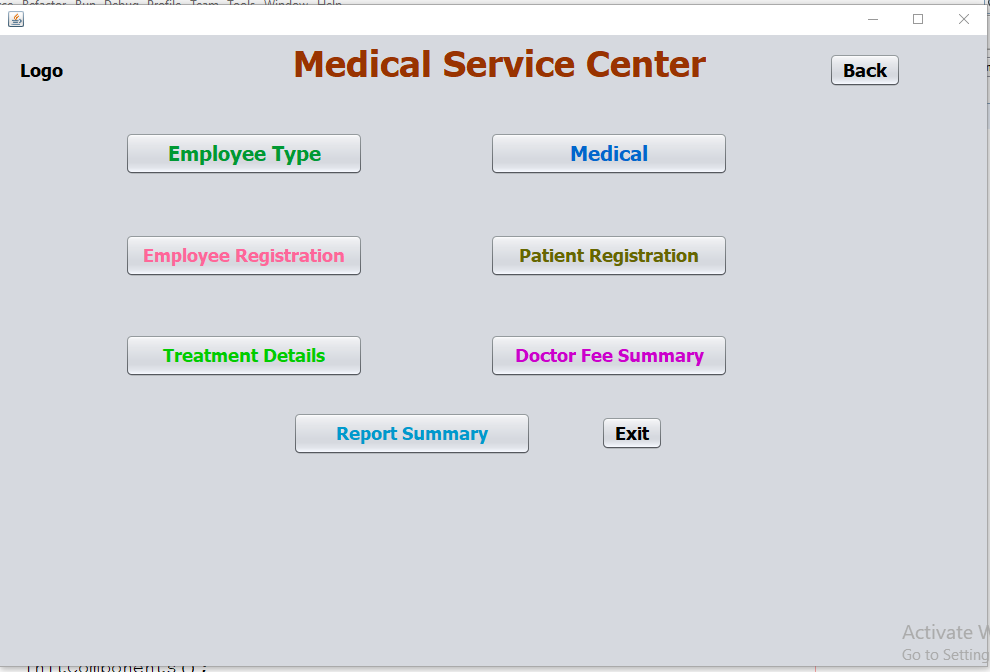 Refactor Run Debug Profile Team Tools Window Help
Medical Service Center
Logo
Back
Employee Type
Medical
Employee Registration
Patient Registration
Treatment Details
Doctor Fee Summary
Report Summary
Exit
Activate
Go to Setting
initComponents();